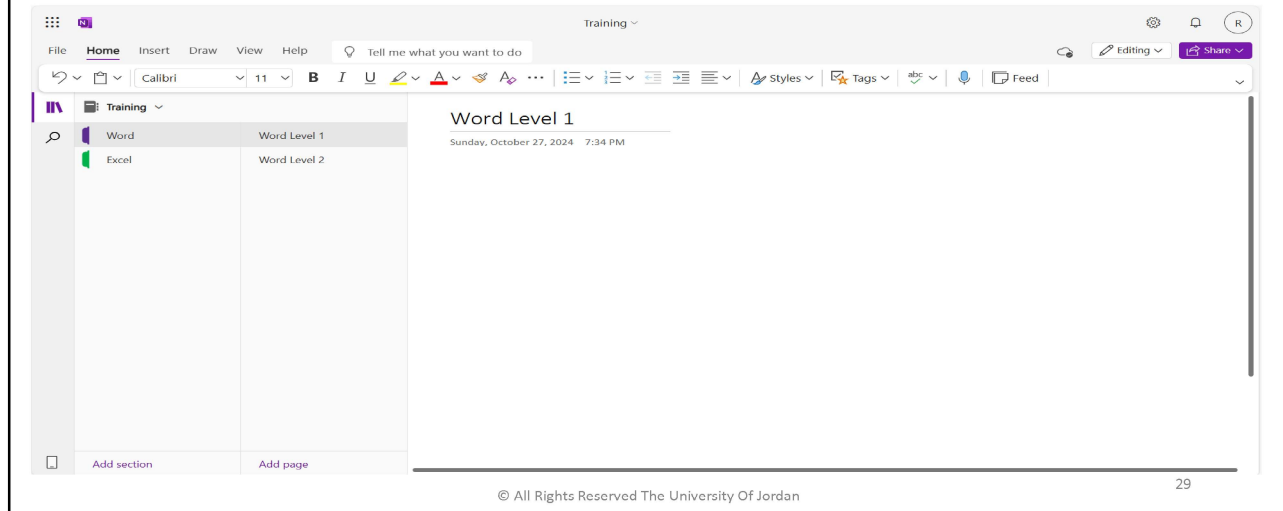 Training
R
File Home Insert Draw View Help Tell me what you want to do Editing Share
Calibri 11 B I U A A Styles Tags abc Feed
Training
Word Word Level 1
Excel Word Level 2
Word Level 1
Sunday, October 27, 2024 7:34 PM
Add section Add page
29
© All Rights Reserved The University Of Jordan